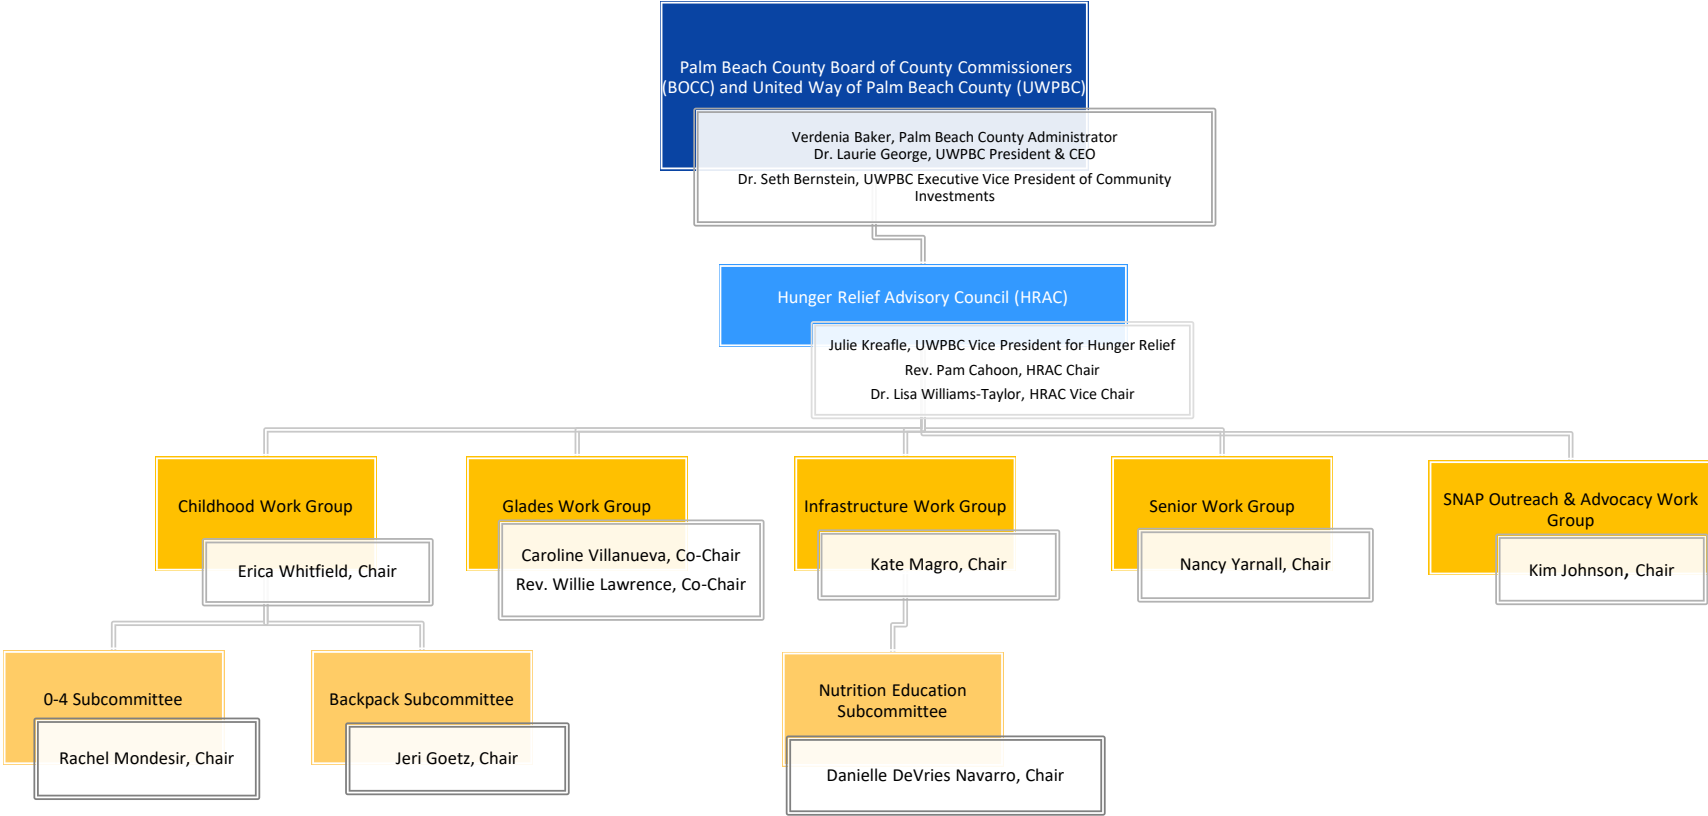 Palm Beach County Board of County Commissioners
(BOCC) and United Way of Palm Beach County (UWPBC)
Verdenia Baker, Palm Beach County Administrator
Dr. Laurie George, UWPBC President & CEO
Dr. Seth Bernstein, UWPBC Executive Vice President of Community
Investments
Hunger Relief Advisory Council (HRAC)
Julie Kreafle, UWPBC Vice President for Hunger Relief
Rev. Pam Cahoon, HRAC Chair
Dr. Lisa Williams-Taylor, HRAC Vice Chair
Childhood Work Group
Erica Whitfield, Chair
Glades Work Group
Caroline Villanueva, Co-Chair
Rev. Willie Lawrence, Co-Chair
Infrastructure Work Group
Kate Magro, Chair
Senior Work Group
Nancy Yarnall, Chair
SNAP Outreach & Advocacy Work
Group
Kim Johnson, Chair
0-4 Subcommittee
Rachel Mondesir, Chair
Backpack Subcommittee
Jeri Goetz, Chair
Nutrition Education
Subcommittee
Danielle DeVries Navarro, Chair